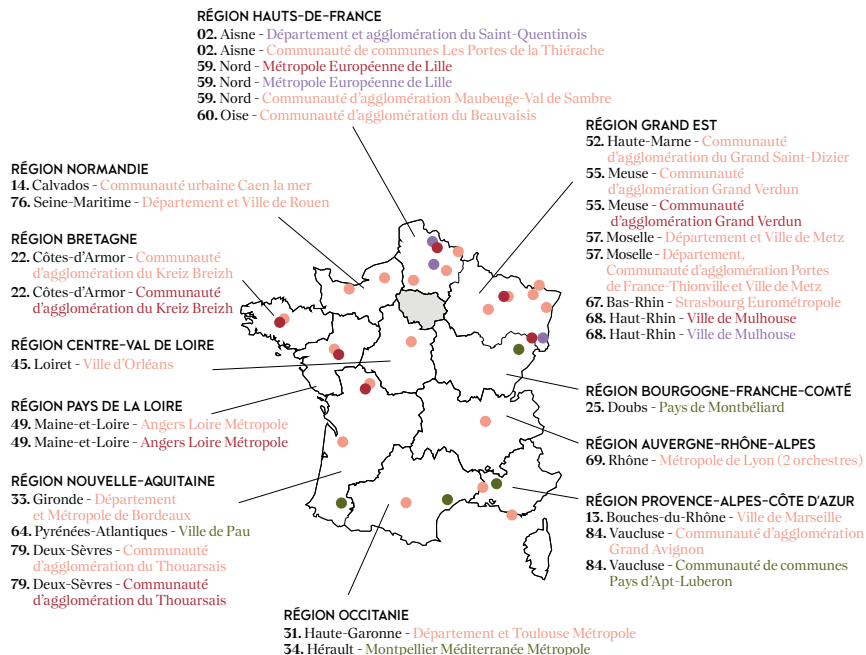 RÉGION HAUTS-DE-FRANCE
02. Aisne - Département et agglomération du Saint-Quentinois
02. Aisne - Communauté de communes Les Portes de la Thiérache
59. Nord - Métropole Européenne de Lille
59. Nord - Métropole Européenne de Lille
59. Nord - Communauté d'agglomération Maubeuge-Val de Sambre
60. Oise - Communauté d'agglomération du Beauvaisis
RÉGION GRAND EST
52. Haute-Marne - Communauté
d'agglomération du Grand Saint-Dizier
55. Meuse - Communauté
d'agglomération Grand Verdun
55. Meuse - Communauté
d'agglomération Grand Verdun
57. Moselle - Département et Ville de Metz
57. Moselle - Département,
Communauté d'agglomération Portes
de France-Thionville et Ville de Metz
67. Bas-Rhin - Strasbourg Eurométropole
68. Haut-Rhin - Ville de Mulhouse
68. Haut-Rhin - Ville de Mulhouse
RÉGION NORMANDIE
14. Calvados - Communauté urbaine Caen la mer
76. Seine-Maritime - Département et Ville de Rouen
RÉGION BRETAGNE
22. Côtes-d'Armor - Communauté
d'agglomération du Kreiz Breizh
22. Côtes-d'Armor - Communauté
d'agglomération du Kreiz Breizh
RÉGION CENTRE-VAL DE LOIRE
45. Loiret - Ville d'Orléans
RÉGION PAYS DE LA LOIRE
49. Maine-et-Loire - Angers Loire Métropole
49. Maine-et-Loire - Angers Loire Métropole
RÉGION NOUVELLE-AQUITAINE
33. Gironde - Département
et Métropole de Bordeaux
64. Pyrénées-Atlantiques - Ville de Pau
79. Deux-Sèvres - Communauté
d'agglomération du Thouarsais
79. Deux-Sèvres - Communauté
d'agglomération du Thouarsais
RÉGION BOURGOGNE-FRANCHE-COMTÉ
25. Doubs - Pays de Montbéliard
RÉGION AUVERGNE-RHÔNE-ALPES
69. Rhône - Métropole de Lyon (2 orchestres)
RÉGION PROVENCE-ALPES-CÔTE D'AZUR
13. Bouches-du-Rhône - Ville de Marseille
84. Vaucluse - Communauté d'agglomération
Grand Avignon
84. Vaucluse - Communauté de communes
Pays d'Apt-Luberon
RÉGION OCCITANIE
31. Haute-Garonne - Département et Toulouse Métropole
34. Hérault - Montpellier Méditerranée Métropole